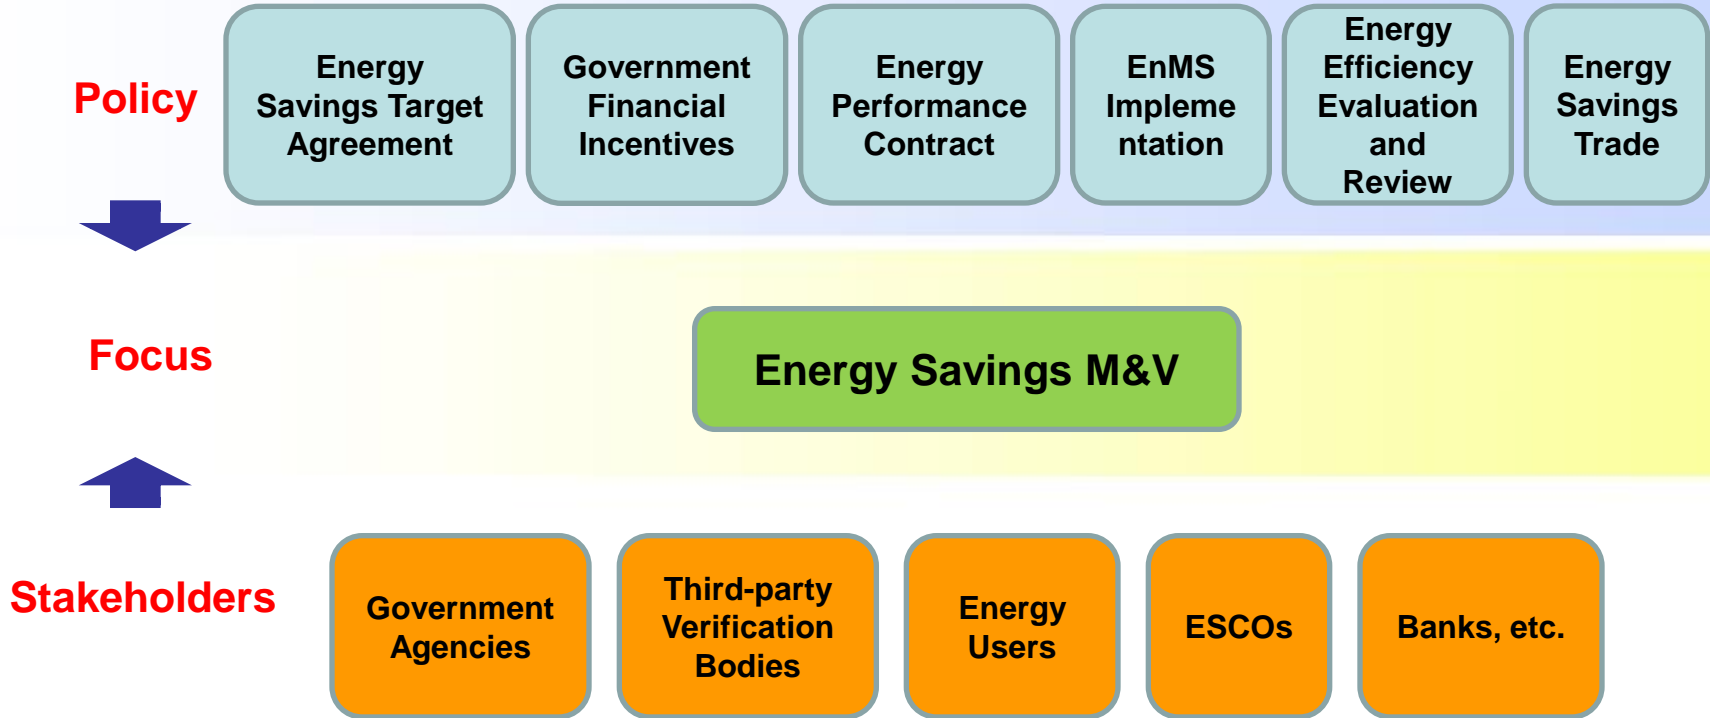 Policy
Energy
Savings Target
Agreement
Government
Financial
Incentives
Energy
Performance
Contract
EnMS
Impleme
ntation
Energy
Efficiency
Evaluation
and
Review
Energy
Savings
Trade
Focus
Energy Savings M&V
Stakeholders
Government
Agencies
Third-party
Verification
Bodies
Energy
Users
ESCOs
Banks, etc.